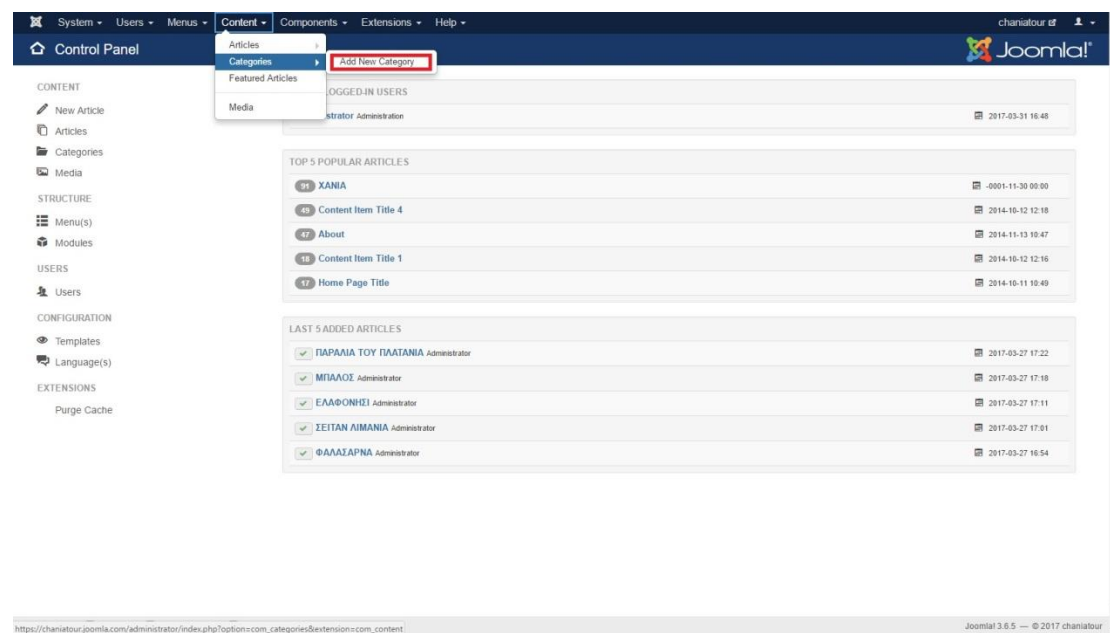 System Users Menus Content Components Extensions Help chaniatour
Control Panel Joomla!®
Articles
Categories Add New Category
Featured Articles
Media
CONTENT
New Article
Articles
Categories
Media
STRUCTURE
Menu(s)
Modules
USERS
Users
CONFIGURATION
Templates
Language(s)
EXTENSIONS
Purge Cache
LOGGED-IN USERS
strator Administration 2017-03-31 16:48
TOP 5 POPULAR ARTICLES
91 ΧΑΝΙΑ -0001-11-30 00:00
49 Content Item Title 4 2014-10-12 12:18
47 About 2014-11-13 10:47
18 Content Item Title 1 2014-10-12 12:16
17 Home Page Title 2014-10-11 10:49
LAST 5 ADDED ARTICLES
ΠΑΡΑΛΙΑ ΤΟΥ ΠΛΑΤΑΝΙΑ Administrator 2017-03-27 17:22
ΜΠΑΛΟΣ Administrator 2017-03-27 17:18
ΕΛΑΦΟΝΗΣΙ Administrator 2017-03-27 17:11
ΣΕΙΤΑΝ ΛΙΜΑΝΙΑ Administrator 2017-03-27 17:01
ΦΑΛΑΣΑΡΝΑ Administrator 2017-03-27 16:54
https://chaniatour.joomla.com/administrator/index.php?option=com_categories&extension=com_content Joomla! 3.6.5 — © 2017 chaniatour